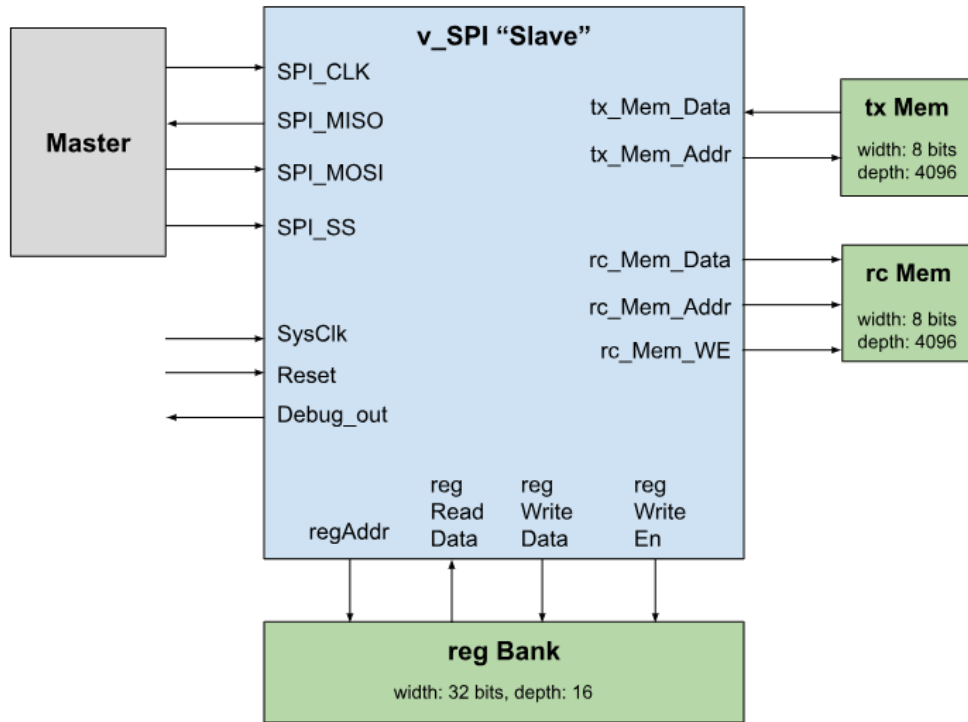 v_SPI “Slave”
Master
SPI_CLK
SPI_MISO
SPI_MOSI
SPI_SS
SysClk
Reset
Debug_out
tx_Mem_Data
tx_Mem_Addr
rc_Mem_Data
rc_Mem_Addr
rc_Mem_WE
tx Mem
width: 8 bits
depth: 4096
rc Mem
width: 8 bits
depth: 4096
regAddr
reg
Read
Data
reg
Write
Data
reg
Write
En
reg Bank
width: 32 bits, depth: 16